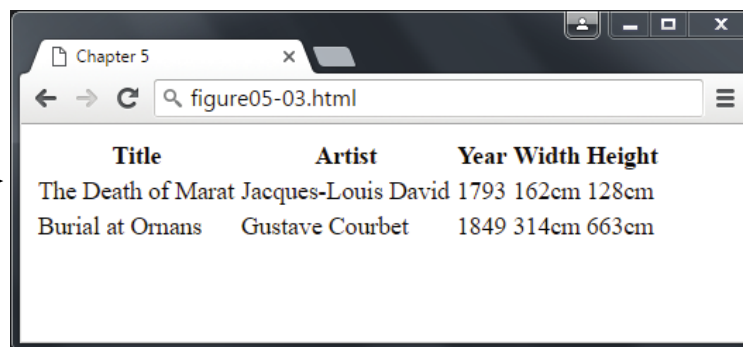 Chapter 5
figure05-03.html
Title Artist Year Width Height
The Death of Marat Jacques-Louis David 1793 162cm 128cm
Burial at Ornans Gustave Courbet 1849 314cm 663cm